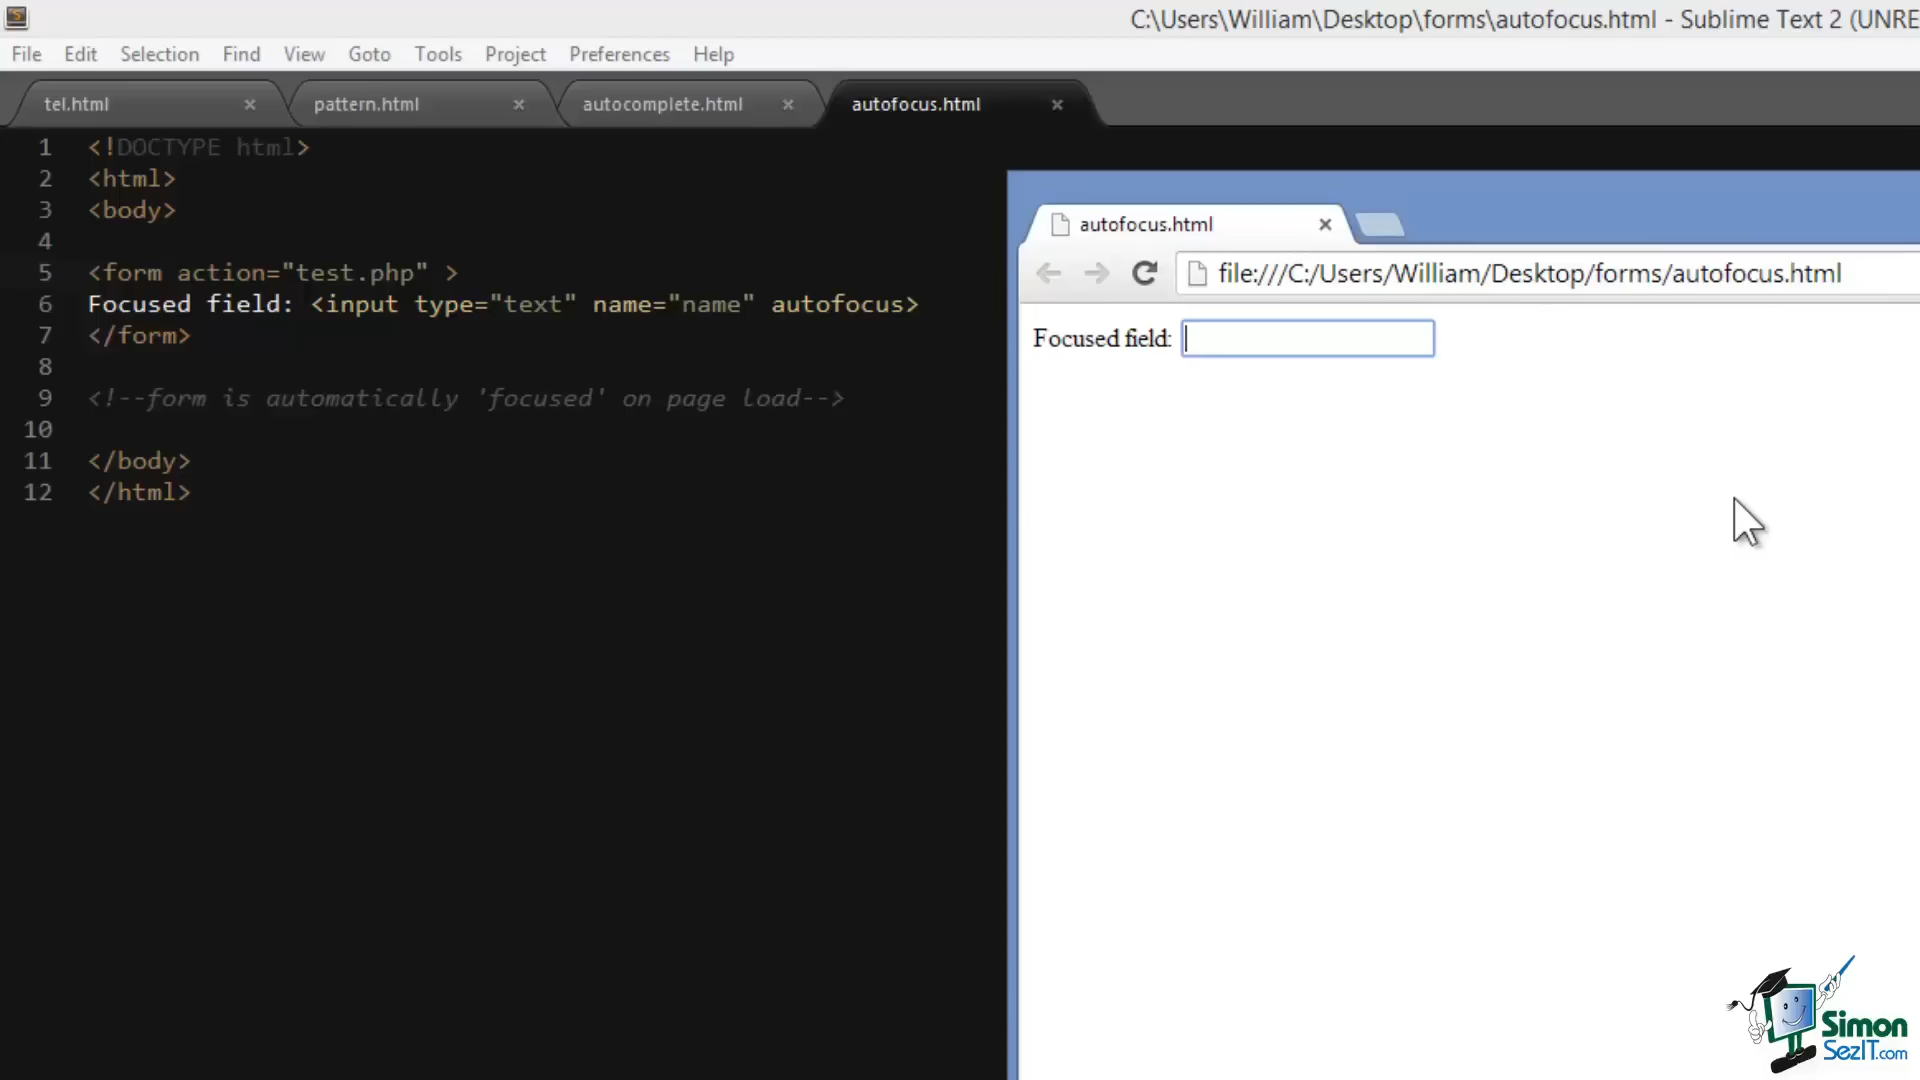 C:\Users\William\Desktop\forms\autofocus.html - Sublime Text 2 (UNRE
File Edit Selection Find View Goto Tools Project Preferences Help
tel.html × pattern.html × autocomplete.html × autofocus.html ×
1 <!DOCTYPE html>
2 <html>
3 <body>
4
5 <form action="test.php" >
6 Focused field: <input type="text" name="name" autofocus>
7 </form>
8
9 <!--form is automatically 'focused' on page load-->
10
11 </body>
12 </html>
autofocus.html ×
file:///C:/Users/William/Desktop/forms/autofocus.html
Focused field:
Simon
SezIT.com